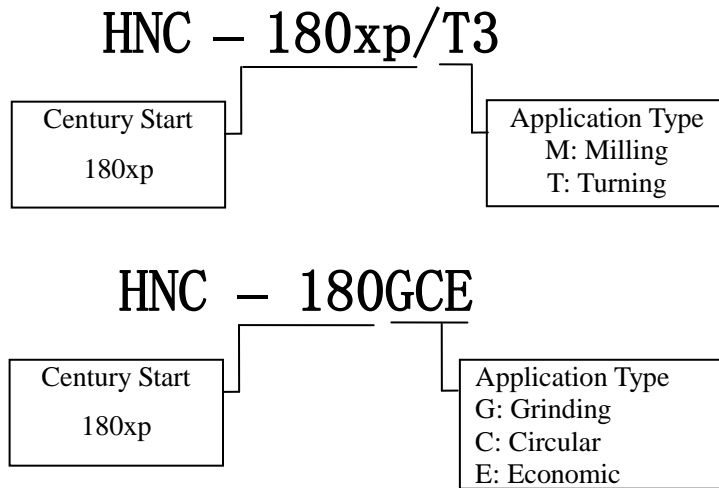 HNC - 180xp/T3
Century Start
180xp
Application Type
M: Milling
T: Turning
HNC - 180GCE
Century Start
180xp
Application Type
G: Grinding
C: Circular
E: Economic